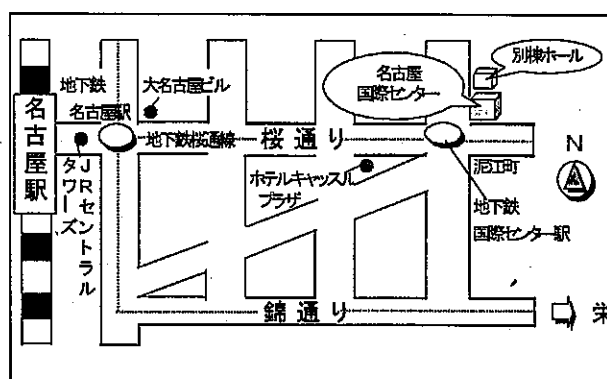 別棟ホール
名古屋
国際センター
地下鉄
名古屋駅
大名古屋ビル
名古屋駅
地下鉄桜通線
桜通り
JRセントラル
タワーズ
ホテルキャッスル
プラザ
泥江町
地下鉄
国際センター駅
N
錦通り
栄